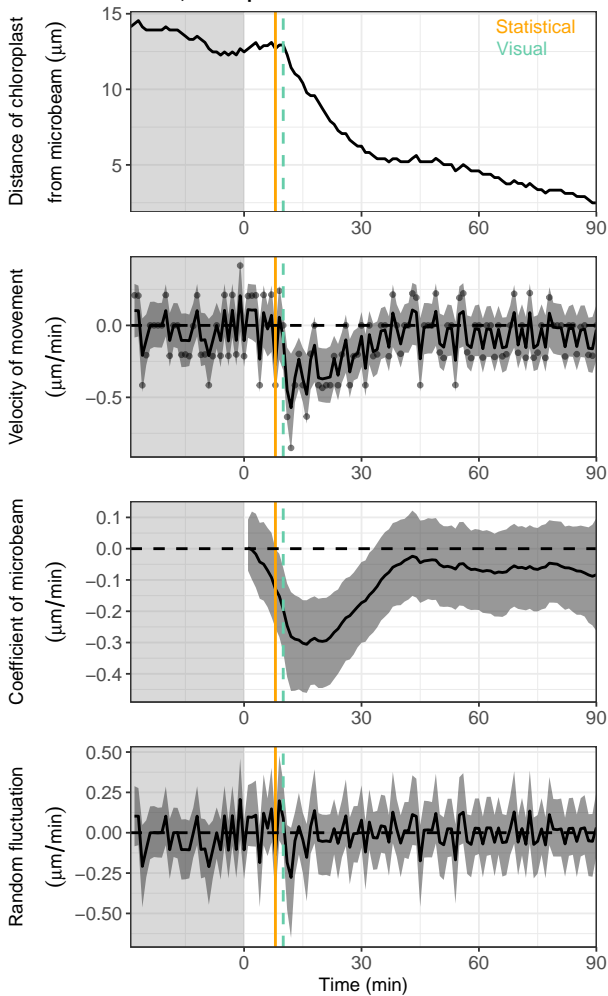 15
10
5
Distance of chloroplast
from microbeam (μm)
Statistical
Visual
0
30
60
90
0.0
−0.5
Velocity of movement
(μm/min)
0
30
60
90
0.1
0.0
−0.1
−0.2
−0.3
−0.4
Coefficient of microbeam
(μm/min)
0
30
60
90
0.50
0.25
0.00
−0.25
−0.50
Random fluctuation
(μm/min)
0
30
60
90
Time (min)